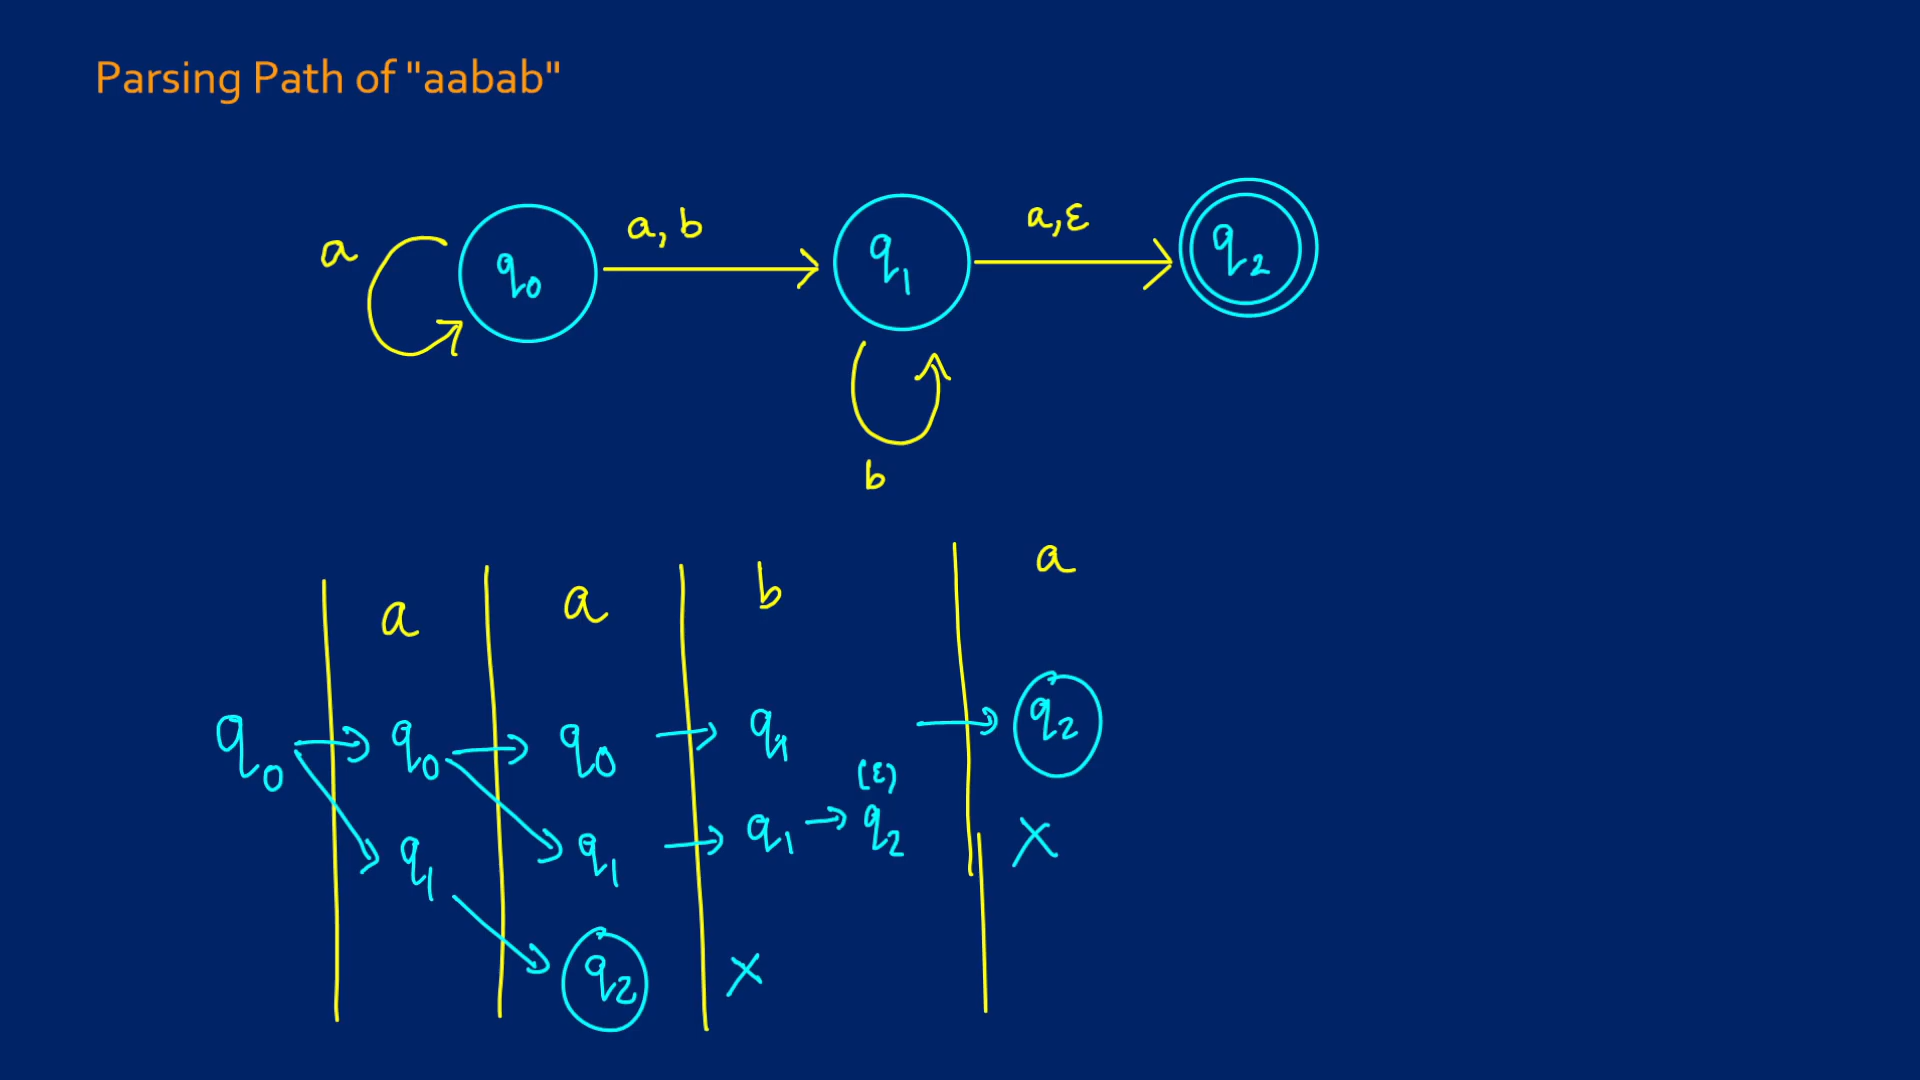 Parsing Path of "aabab"
a q₀ a, b q₁ a, ε q₂
b
a a b a
q₀ → q₀ → q₀ → q₁ → q₂
(ε)
q₁ q₁ → q₁ → q₂ X
q₂ X